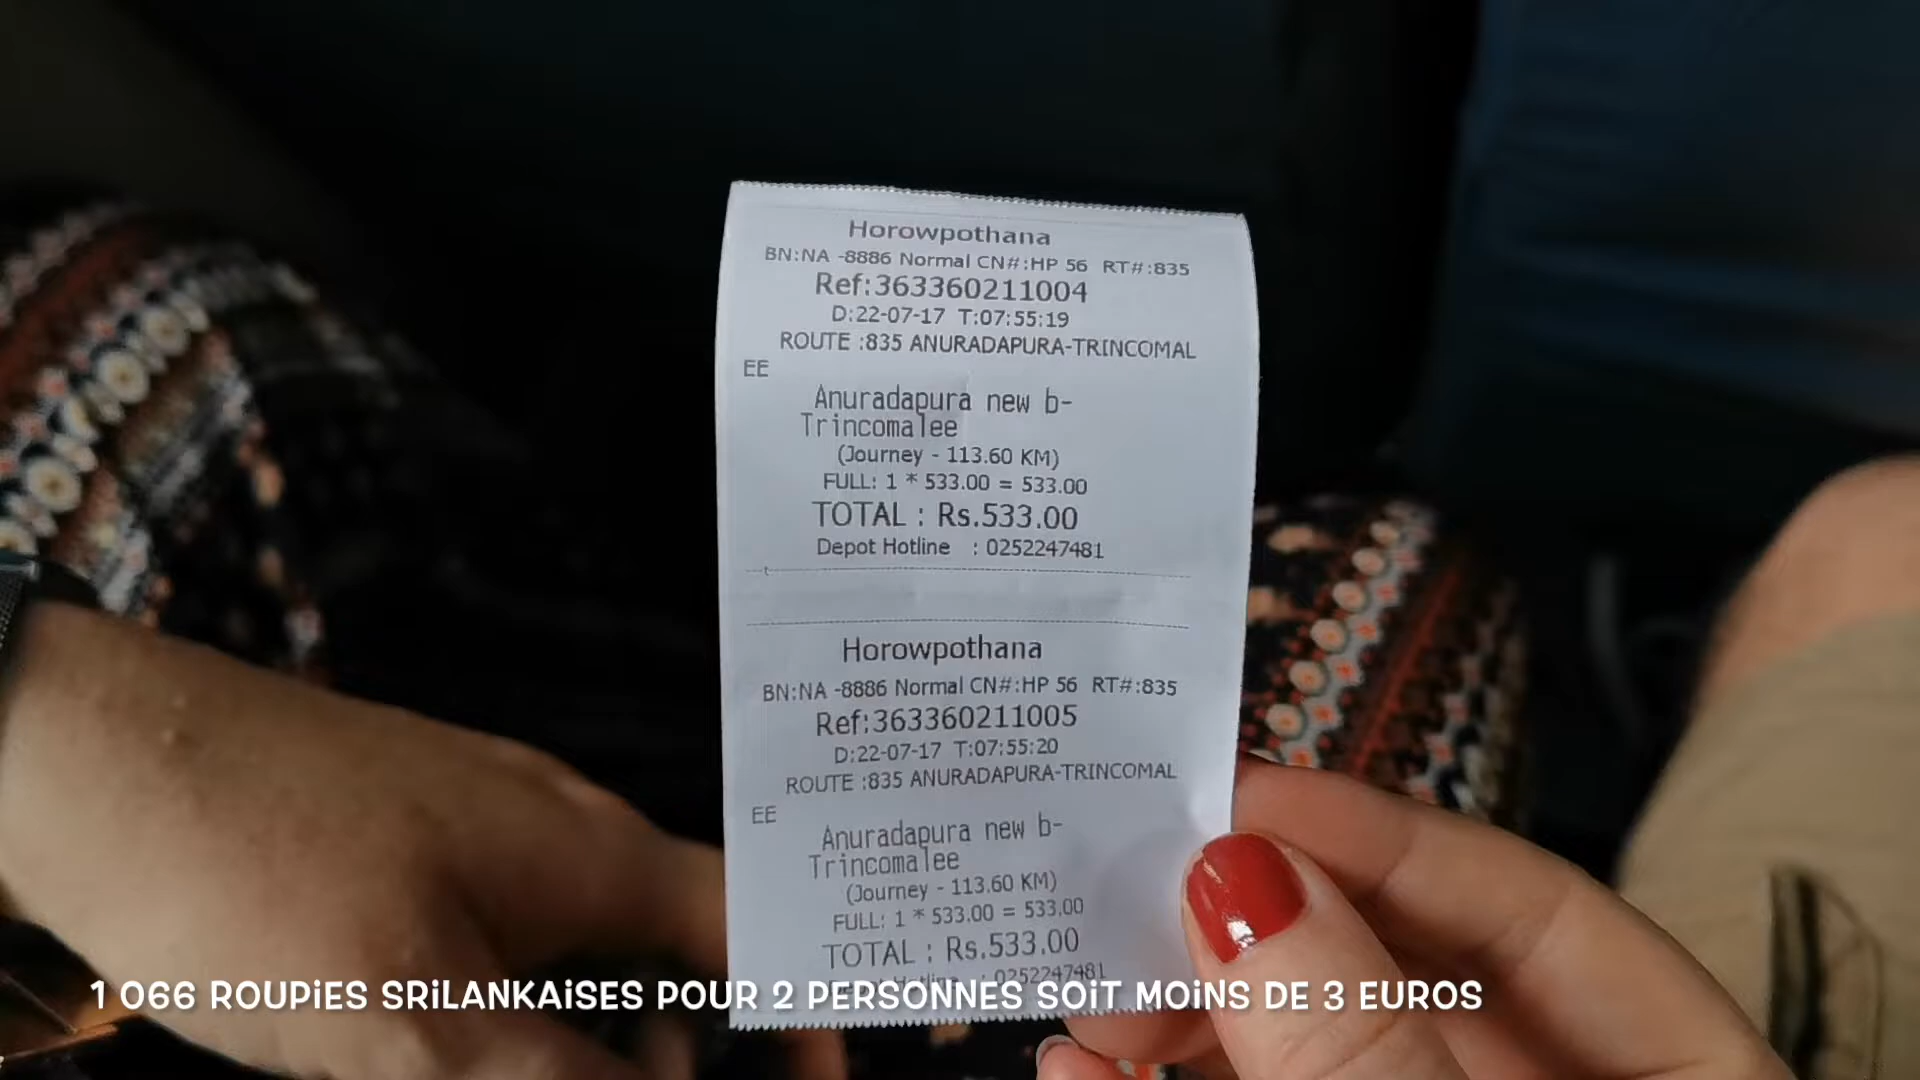 Horowpothana
BN:NA -8886 Normal CN#:HP 56 RT#:835
Ref:363360211004
D:22-07-17 T:07:55:19
ROUTE :835 ANURADAPURA-TRINCOMAL
EE
Anuradapura new b-
Trincomalee
(Journey - 113.60 KM)
FULL: 1 * 533.00 = 533.00
TOTAL : Rs.533.00
Depot Hotline : 0252247481
Horowpothana
BN:NA -8886 Normal CN#:HP 56 RT#:835
Ref:363360211005
D:22-07-17 T:07:55:20
ROUTE :835 ANURADAPURA-TRINCOMAL
EE
Anuradapura new b-
Trincomalee
(Journey - 113.60 KM)
FULL: 1 * 533.00 = 533.00
TOTAL : Rs.533.00
Depot Hotline : 0252247481
1 066 ROUPiES SRiLANKAiSES POUR 2 PERSONNES SOiT MOiNS DE 3 EUROS